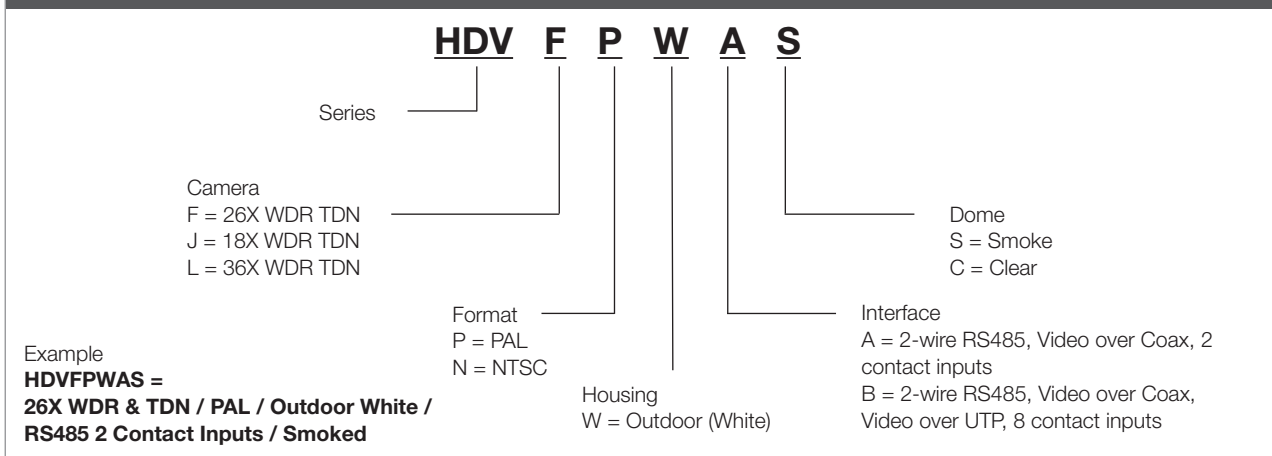 HDV F P W A S
Series
Camera
F = 26X WDR TDN
J = 18X WDR TDN
L = 36X WDR TDN
Dome
S = Smoke
C = Clear
Format
P = PAL
N = NTSC
Interface
A = 2-wire RS485, Video over Coax, 2
contact inputs
B = 2-wire RS485, Video over Coax,
Video over UTP, 8 contact inputs
Housing
W = Outdoor (White)
Example
HDVFPWAS =
26X WDR & TDN / PAL / Outdoor White /
RS485 2 Contact Inputs / Smoked